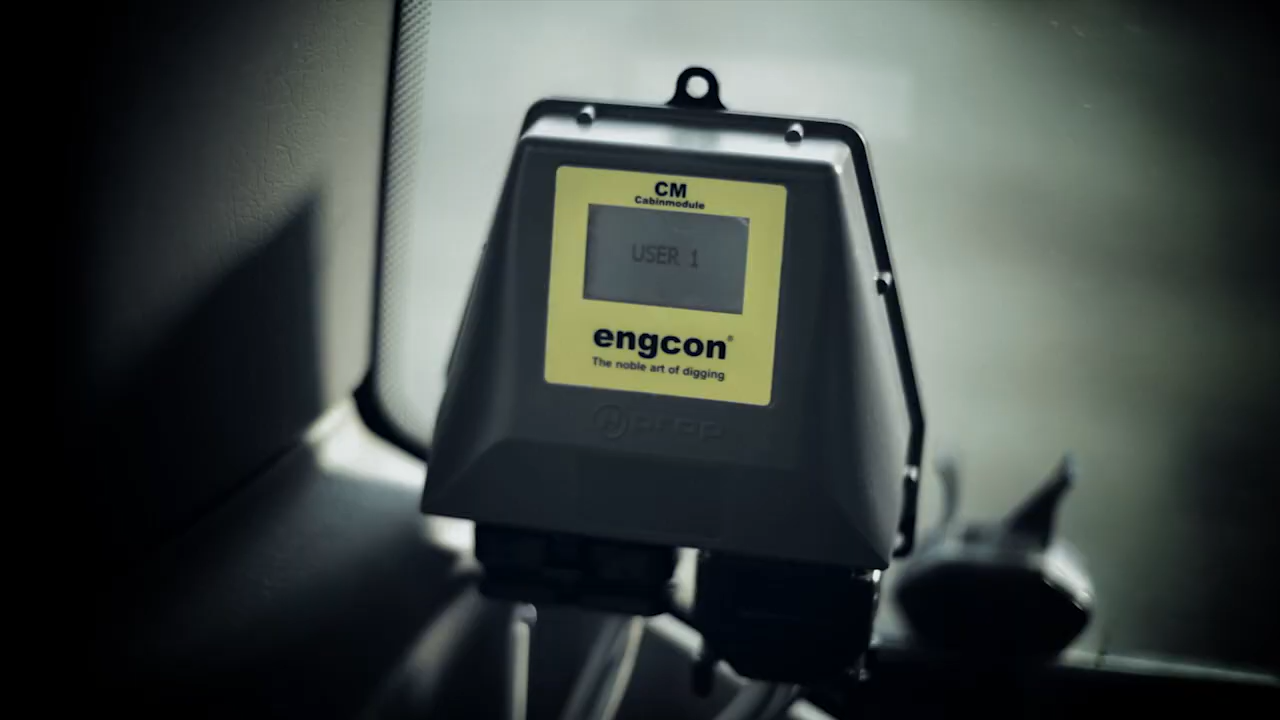 CM
Cabinmodule
USER 1
engcon®
The noble art of digging